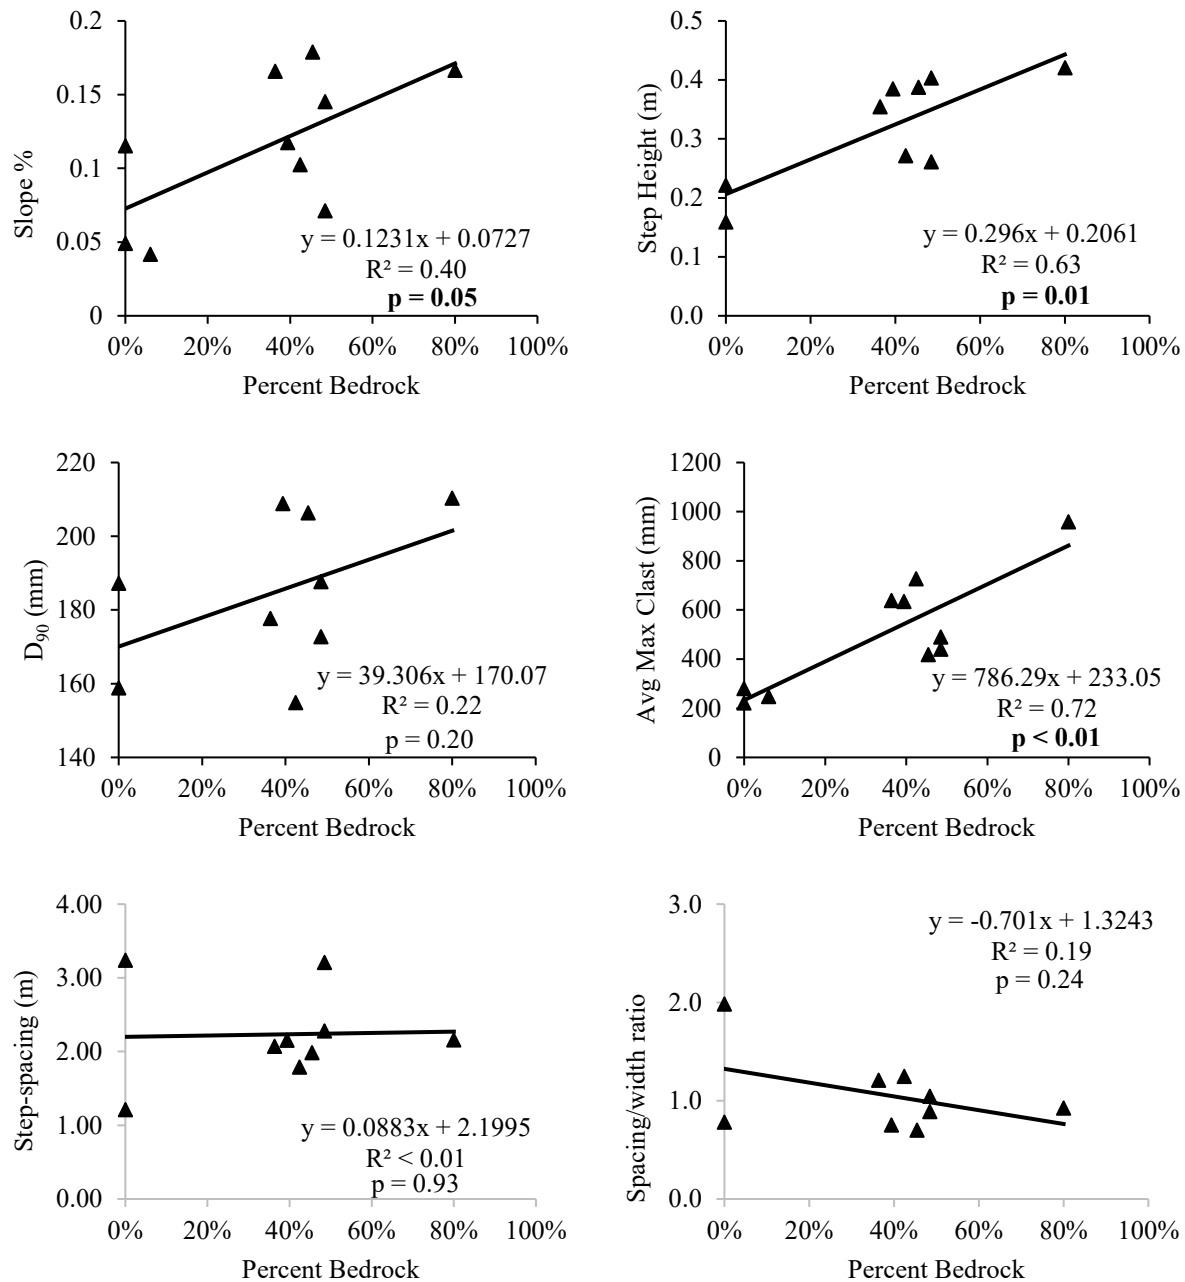 0.2
0.15
0.1
0.05
0
Slope %
y = 0.1231x + 0.0727
R² = 0.40
p = 0.05
0% 20% 40% 60% 80% 100%
Percent Bedrock
0.5
0.4
0.3
0.2
0.1
0.0
Step Height (m)
y = 0.296x + 0.2061
R² = 0.63
p = 0.01
0% 20% 40% 60% 80% 100%
Percent Bedrock
220
200
180
160
140
D₉₀ (mm)
y = 39.306x + 170.07
R² = 0.22
p = 0.20
0% 20% 40% 60% 80% 100%
Percent Bedrock
1200
1000
800
600
400
200
0
Avg Max Clast (mm)
y = 786.29x + 233.05
R² = 0.72
p < 0.01
0% 20% 40% 60% 80% 100%
Percent Bedrock
4.00
3.00
2.00
1.00
0.00
Step-spacing (m)
y = 0.0883x + 2.1995
R² < 0.01
p = 0.93
0% 20% 40% 60% 80% 100%
Percent Bedrock
3.0
2.0
1.0
0.0
Spacing/width ratio
y = -0.701x + 1.3243
R² = 0.19
p = 0.24
0% 20% 40% 60% 80% 100%
Percent Bedrock